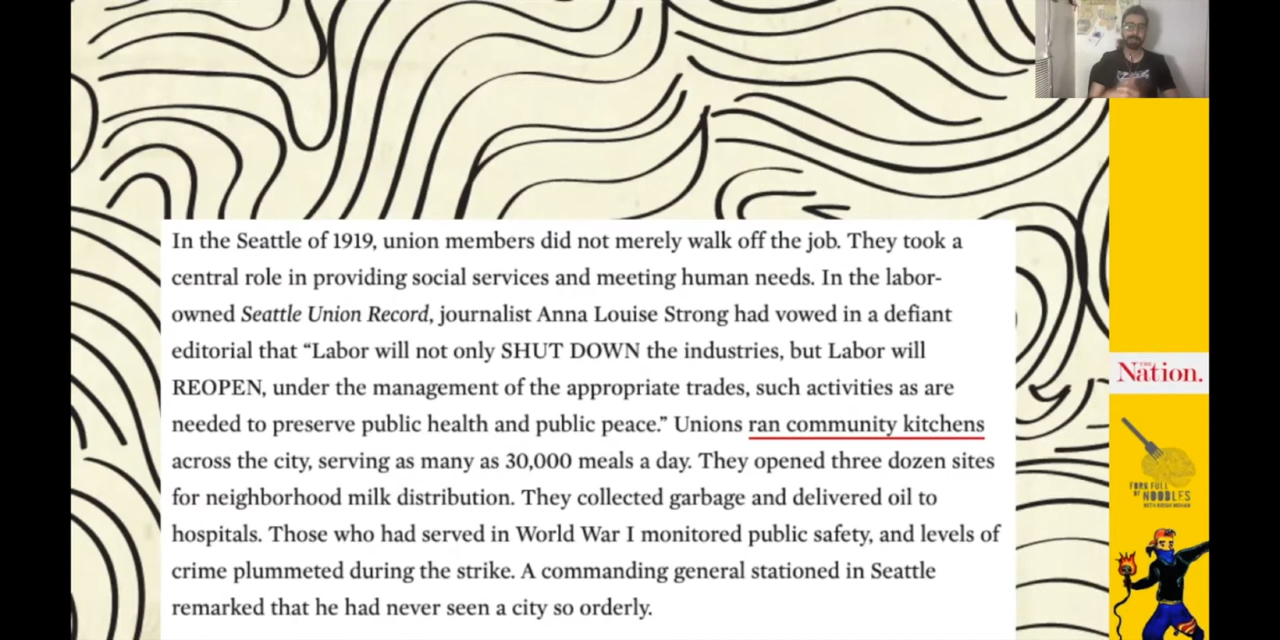 In the Seattle of 1919, union members did not merely walk off the job. They took a
central role in providing social services and meeting human needs. In the labor-
owned Seattle Union Record, journalist Anna Louise Strong had vowed in a defiant
editorial that “Labor will not only SHUT DOWN the industries, but Labor will
REOPEN, under the management of the appropriate trades, such activities as are
needed to preserve public health and public peace.” Unions ran community kitchens
across the city, serving as many as 30,000 meals a day. They opened three dozen sites
for neighborhood milk distribution. They collected garbage and delivered oil to
hospitals. Those who had served in World War I monitored public safety, and levels of
crime plummeted during the strike. A commanding general stationed in Seattle
remarked that he had never seen a city so orderly.
THE
Nation.
FORK FULL
OF NOODLES